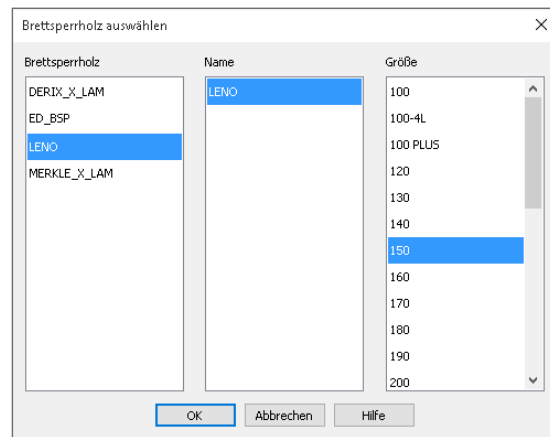 Brettsperrholz auswählen
Brettsperrholz
Name
Größe
DERIX_X_LAM
ED_BSP
LENO
MERKLE_X_LAM
LENO
100
100-4L
100 PLUS
120
130
140
150
160
170
180
190
200
OK
Abbrechen
Hilfe